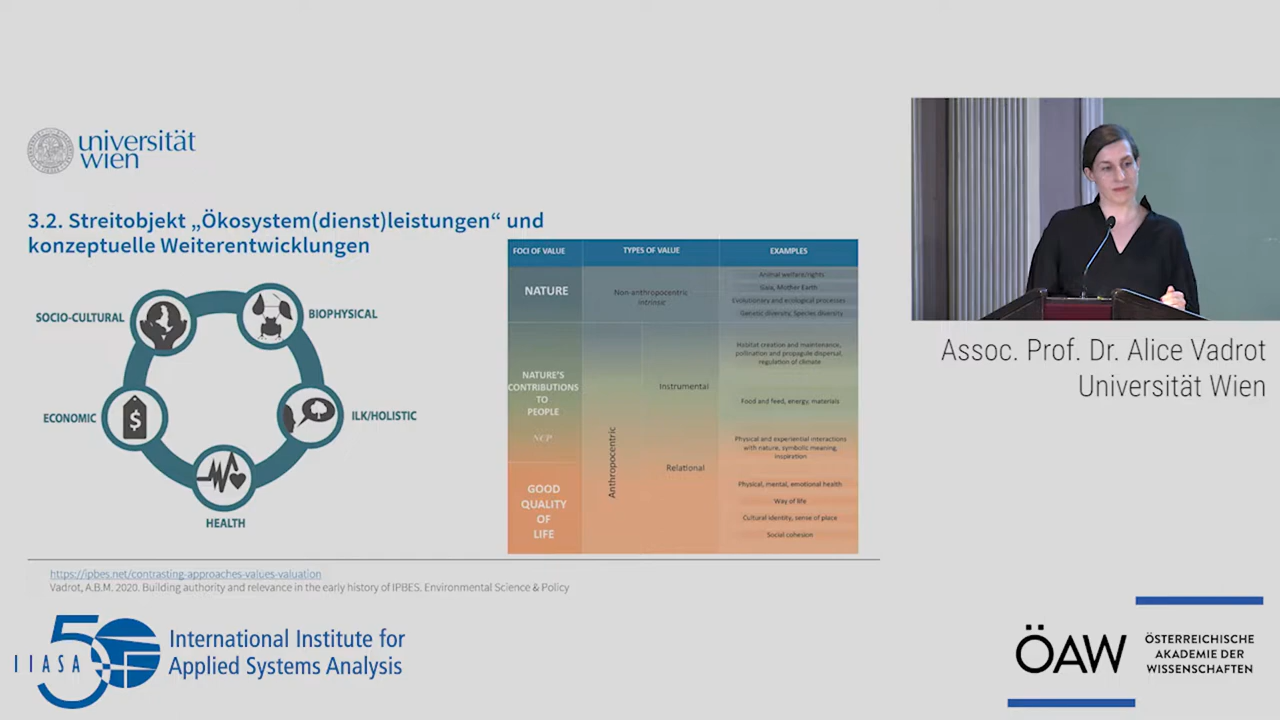 universität
wien
3.2. Streitobjekt „Ökosystem(dienst)leistungen“ und
konzeptuelle Weiterentwicklungen
SOCIO-CULTURAL
BIOPHYSICAL
ECONOMIC
$
ILK/HOLISTIC
HEALTH
FOCI OF VALUE
TYPES OF VALUE
EXAMPLES
NATURE
Non-anthropocentric
intrinsic
Animal welfare/rights
Gaia, Mother Earth
Evolutionary and ecological processes
Genetic diversity, Species diversity
NATURE'S
CONTRIBUTIONS
TO
PEOPLE
NCP
Anthropocentric
Instrumental
Habitat creation and maintenance,
pollination and propagule dispersal,
regulation of climate
Food and feed, energy, materials
Relational
Physical and experiential interactions
with nature, symbolic meaning,
inspiration
GOOD
QUALITY
OF
LIFE
Physical, mental, emotional health
Way of life
Cultural identity, sense of place
Social cohesion
https://ipbes.net/contrasting-approaches-values-valuation
Vadrot, A.B.M. 2020. Building authority and relevance in the early history of IPBES. Environmental Science & Policy
Assoc. Prof. Dr. Alice Vadrot
Universität Wien
50
IIASA
International Institute for
Applied Systems Analysis
ÖAW
ÖSTERREICHISCHE
AKADEMIE DER
WISSENSCHAFTEN